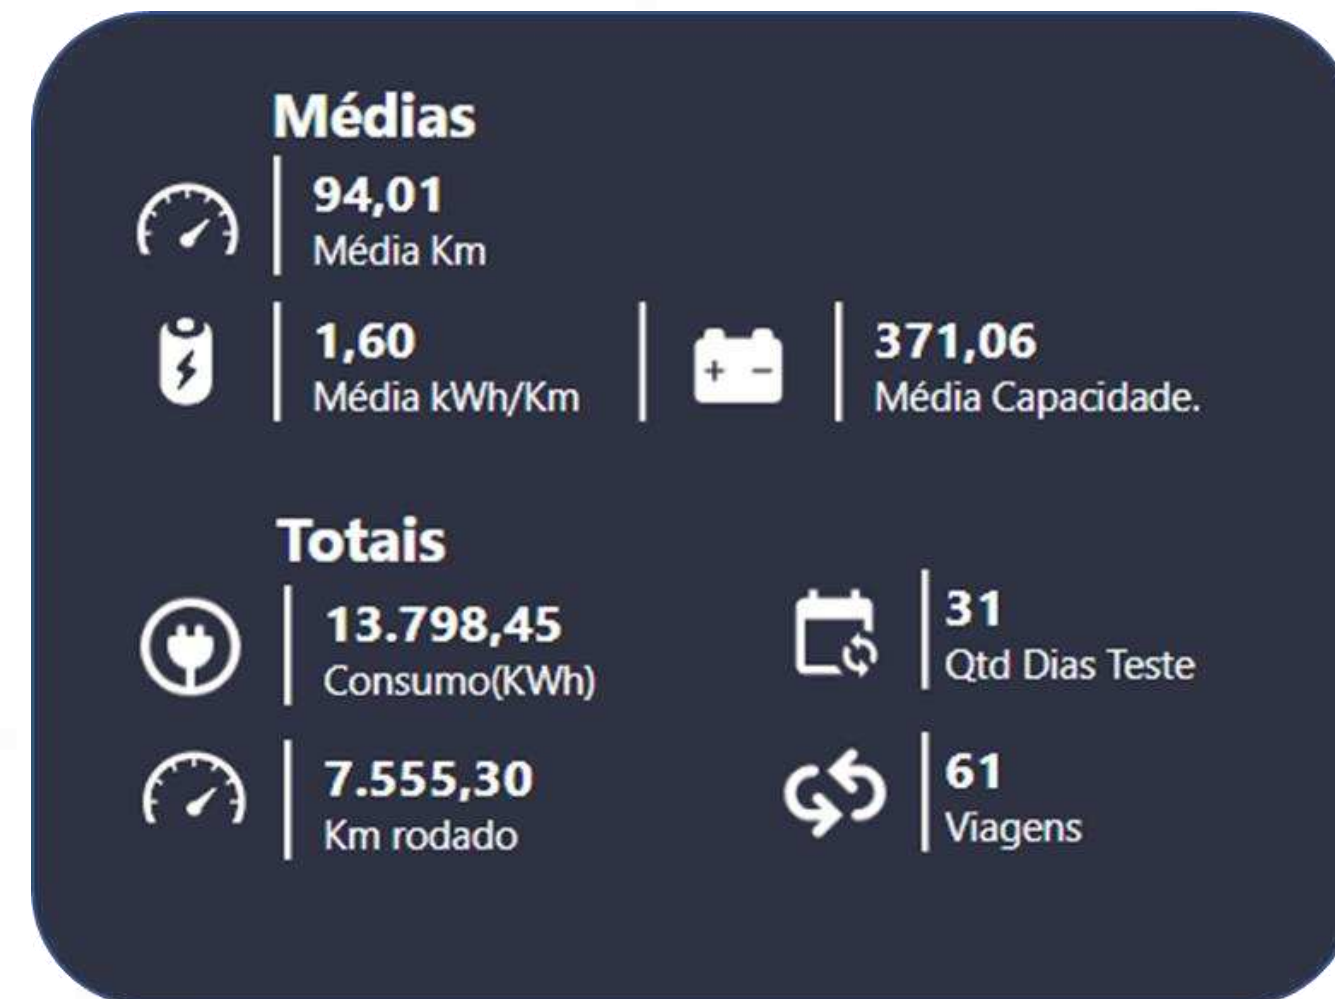 Médias
94,01
Média Km
1,60
Média kWh/Km
371,06
Média Capacidade.
Totais
13.798,45
Consumo(KWh)
31
Qtd Dias Teste
7.555,30
Km rodado
61
Viagens